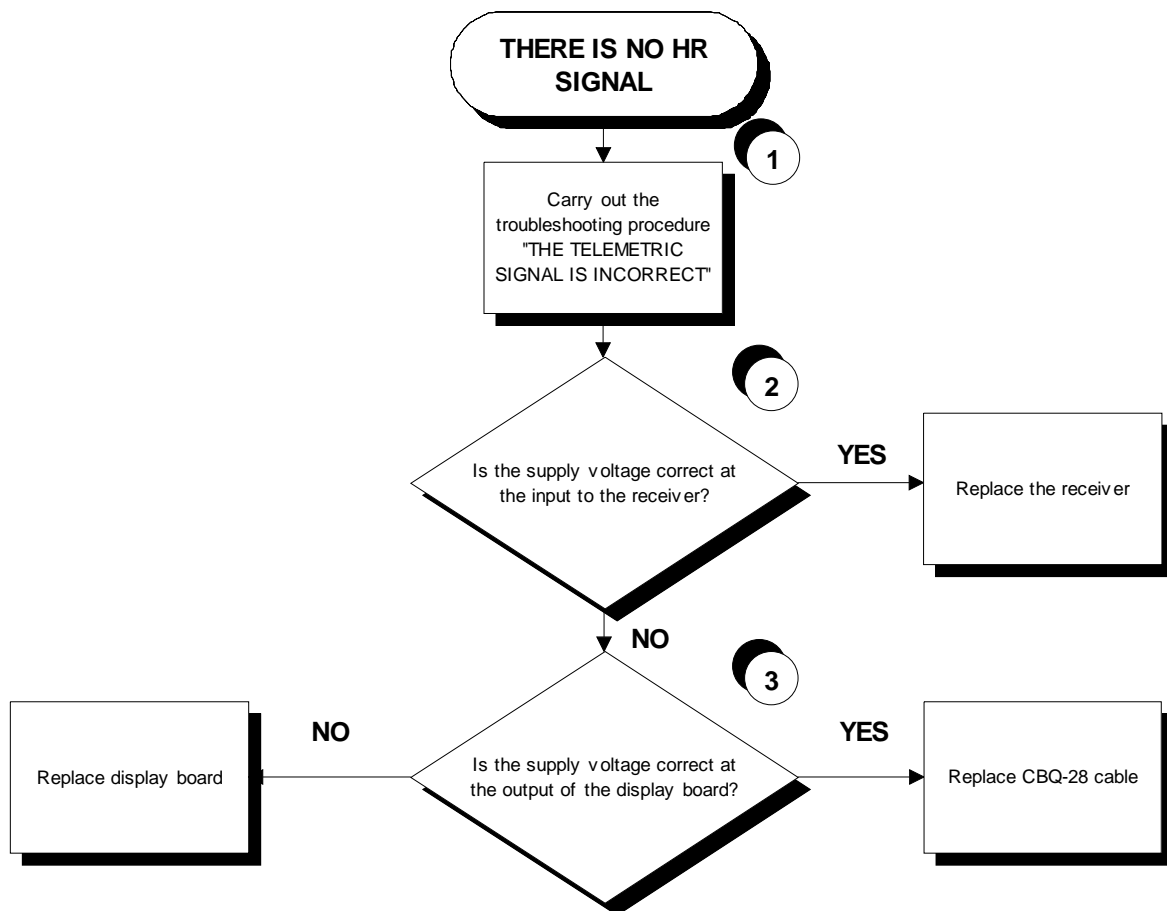 THERE IS NO HR
SIGNAL
1
Carry out the
troubleshooting procedure
"THE TELEMETRIC
SIGNAL IS INCORRECT"
2
Is the supply voltage correct at
the input to the receiver?
YES
Replace the receiver
NO
3
NO
YES
Replace display board
Is the supply voltage correct at
the output of the display board?
Replace CBQ-28 cable